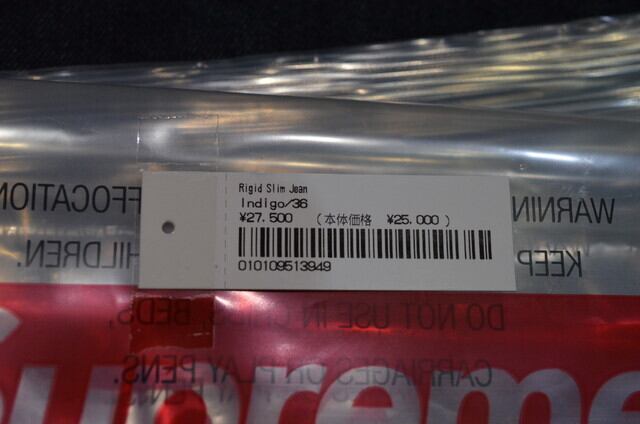 Rigid Slim Jean
Indigo/36
¥27.500 (本体価格 ¥25.000)
010109513949
WARNIN
FFOCATION
KEEP
HILDREN.
DO NOT USE IN CRIBS, BEDS,
CARRIAGES OR PLAY PENS.
Supreme